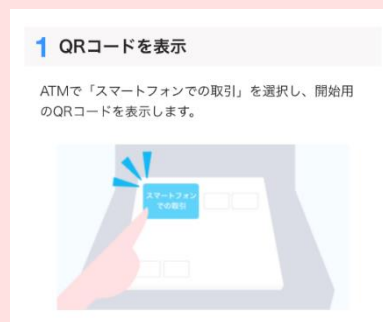 1 QRコードを表示
ATMで「スマートフォンでの取引」を選択し、開始用
のQRコードを表示します。
スマートフォン
での取引